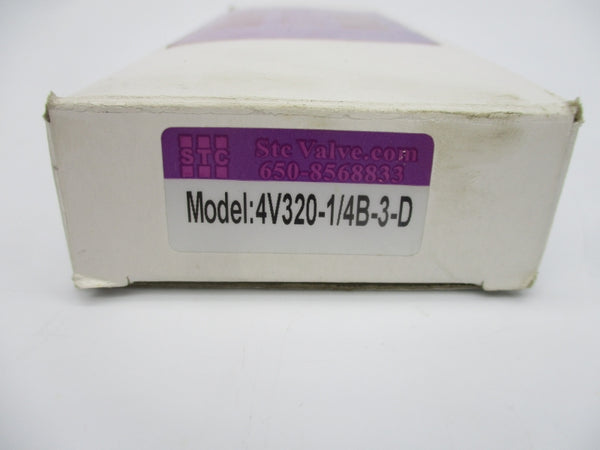 STC
Stc Valve.com
650-8568833
Model:4V320-1/4B-3-D